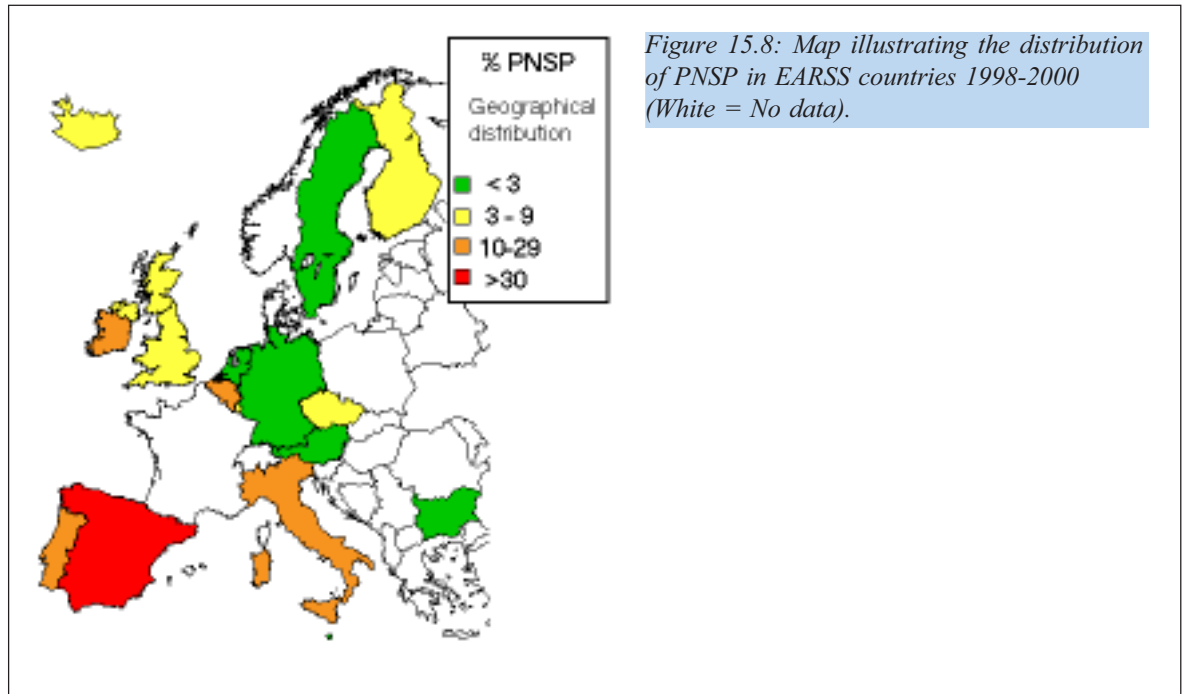 % PNSP
Geographical
distribution
< 3
3 - 9
10-29
>30
Figure 15.8: Map illustrating the distribution
of PNSP in EARSS countries 1998-2000
(White = No data).